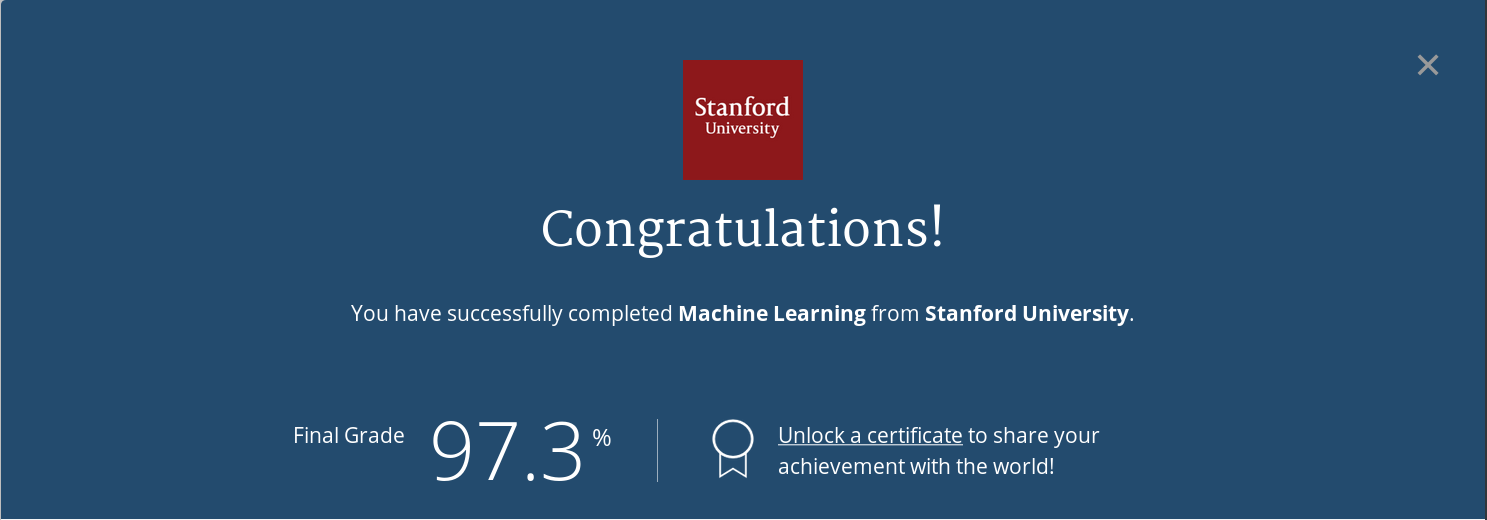 Stanford
University
Congratulations!
You have successfully completed Machine Learning from Stanford University.
Final Grade 97.3 %
Unlock a certificate to share your
achievement with the world!